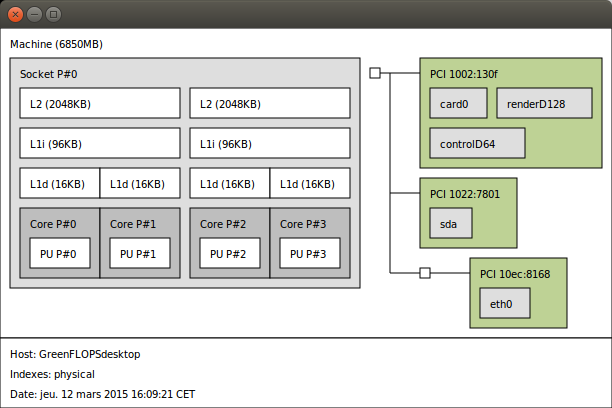 Machine (6850MB)
Socket P#0
L2 (2048KB)
L2 (2048KB)
L1i (96KB)
L1i (96KB)
L1d (16KB)
L1d (16KB)
L1d (16KB)
L1d (16KB)
Core P#0
Core P#1
Core P#2
Core P#3
PU P#0
PU P#1
PU P#2
PU P#3
PCI 1002:130f
card0
renderD128
controlD64
PCI 1022:7801
sda
PCI 10ec:8168
eth0
Host: GreenFLOPSdesktop
Indexes: physical
Date: jeu. 12 mars 2015 16:09:21 CET